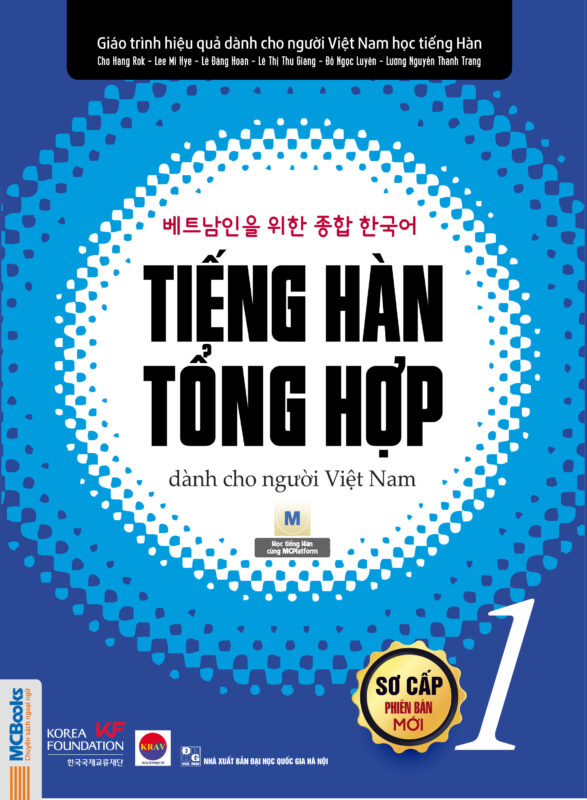 Giáo trình hiệu quả dành cho người Việt Nam học tiếng Hàn
Cho Hang Rok - Lee Mi Hye - Lê Đăng Hoan - Lê Thị Thu Giang - Đỗ Ngọc Luyến - Lương Nguyễn Thanh Trang
베트남인을 위한 종합 한국어
TIẾNG HÀN
TỔNG HỢP
dành cho người Việt Nam
M
Học tiếng Hàn
cùng MCPlatform
1
SƠ CẤP
PHIÊN BẢN
MỚI
MCBooks
Chuyên sách ngoại ngữ
KOREA KF
FOUNDATION
한국국제교류재단
KRAV
NHÀ XUẤT BẢN ĐẠI HỌC QUỐC GIA HÀ NỘI